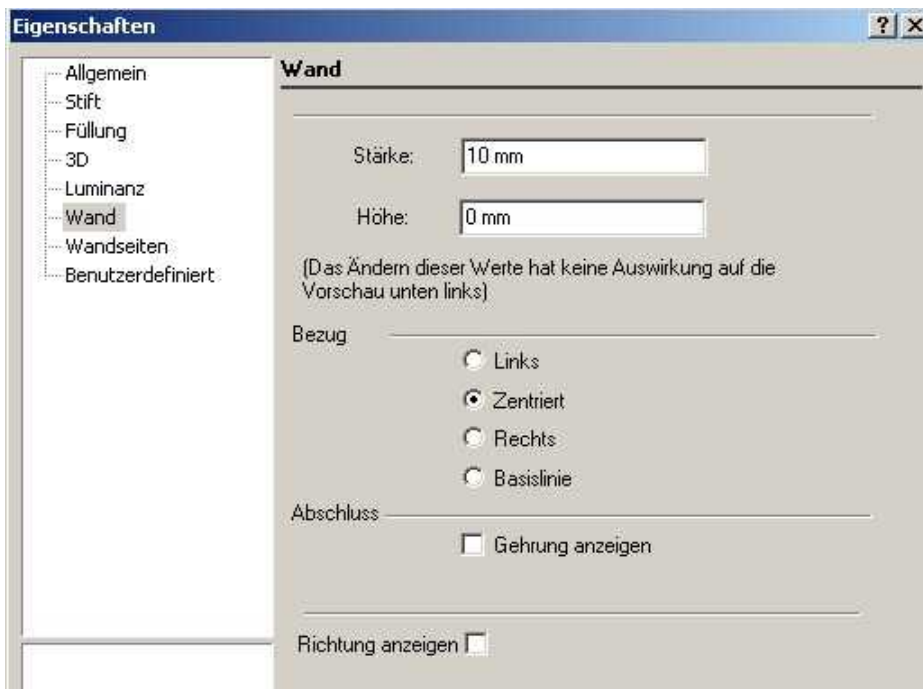 Eigenschaften
Allgemein
Stift
Füllung
3D
Luminanz
Wand
Wandseiten
Benutzerdefiniert
Wand
Stärke: 10 mm
Höhe: 0 mm
(Das Ändern dieser Werte hat keine Auswirkung auf die
Vorschau unten links)
Bezug
Links
Zentriert
Rechts
Basislinie
Abschluss
Gehrung anzeigen
Richtung anzeigen